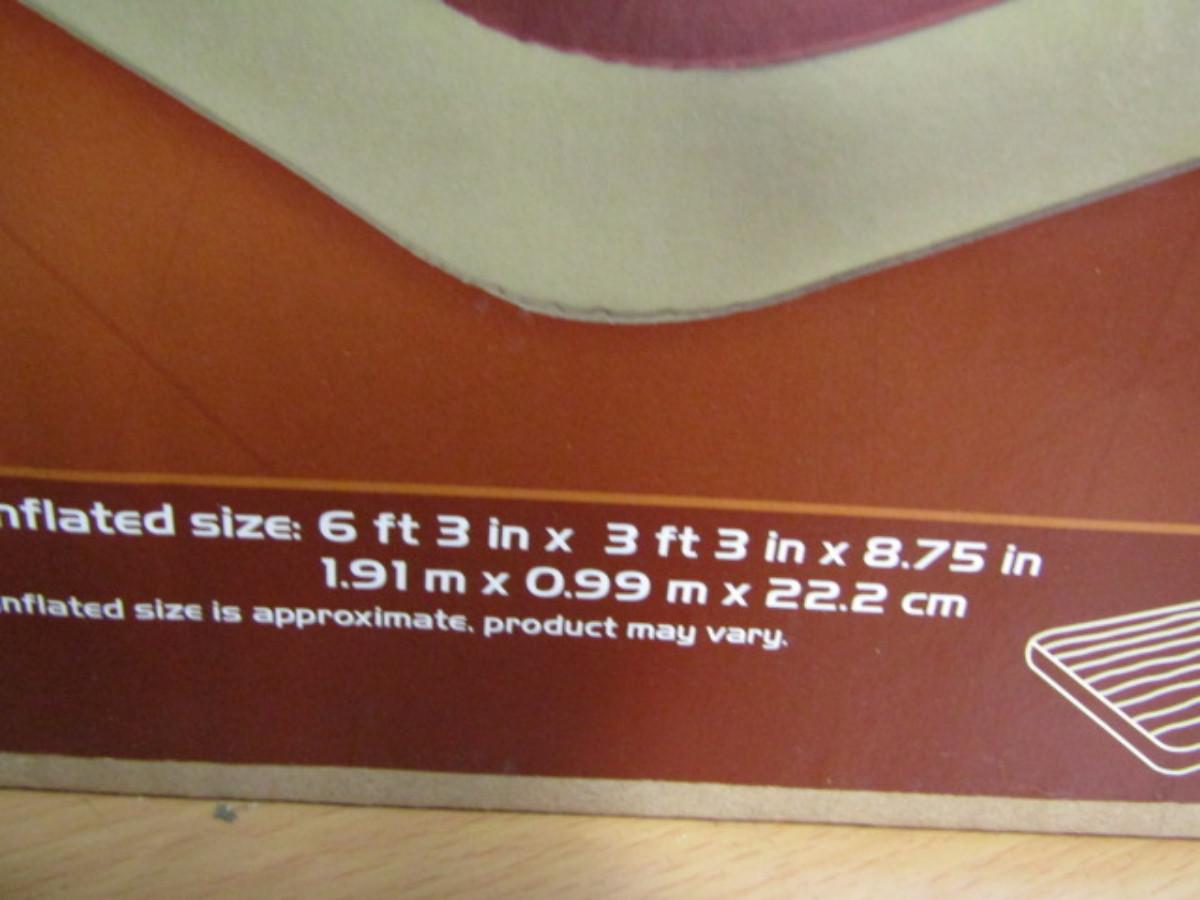 nflated size: 6 ft 3 in x 3 ft 3 in x 8.75 in
1.91 m x 0.99 m x 22.2 cm
nflated size is approximate, product may vary.